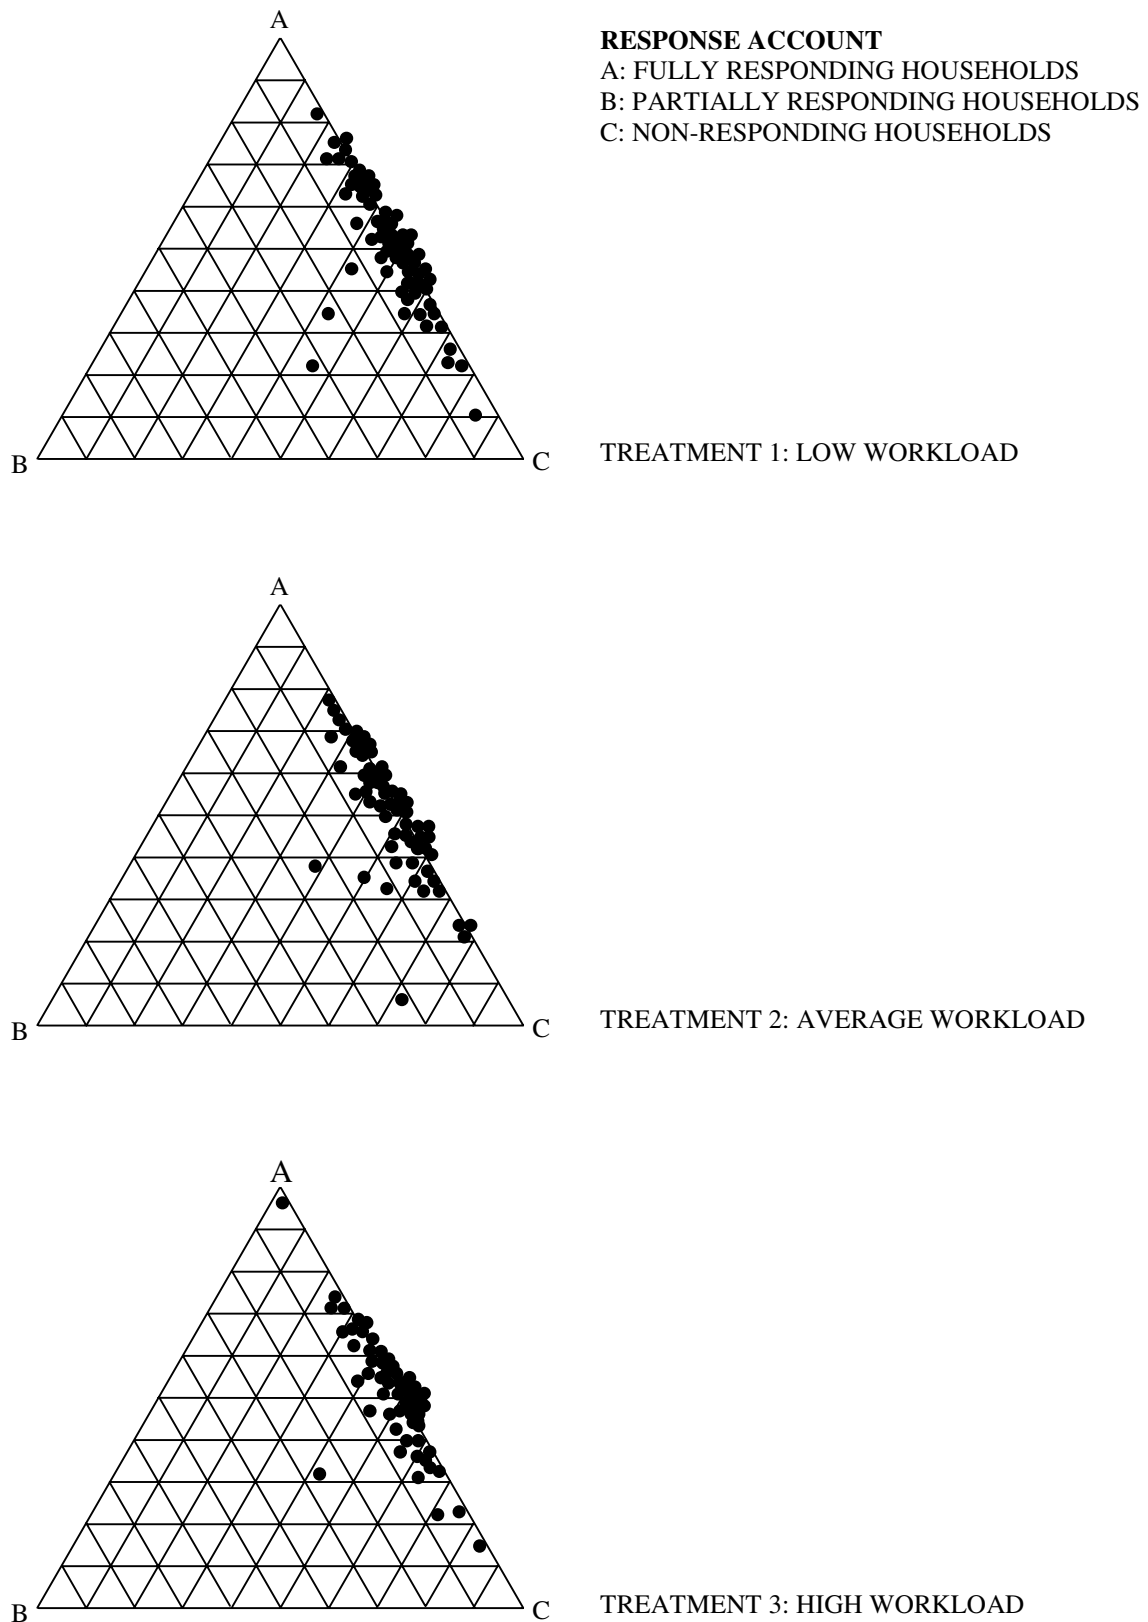 A
RESPONSE ACCOUNT
A: FULLY RESPONDING HOUSEHOLDS
B: PARTIALLY RESPONDING HOUSEHOLDS
C: NON-RESPONDING HOUSEHOLDS
B
C
TREATMENT 1: LOW WORKLOAD
A
B
C
TREATMENT 2: AVERAGE WORKLOAD
A
B
C
TREATMENT 3: HIGH WORKLOAD